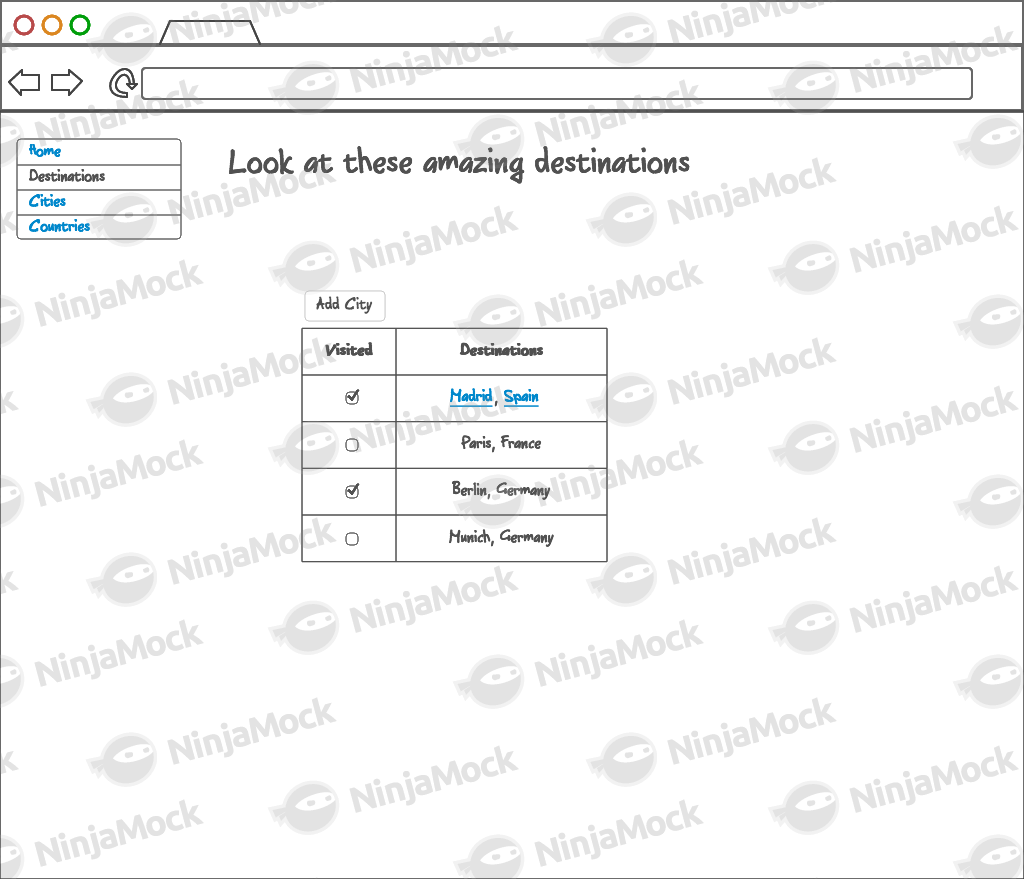 Home
Destinations
Cities
Countries
Look at these amazing destinations
Add City
Visited Destinations
Madrid, Spain
Paris, France
Berlin, Germany
Munich, Germany
NinjaMock